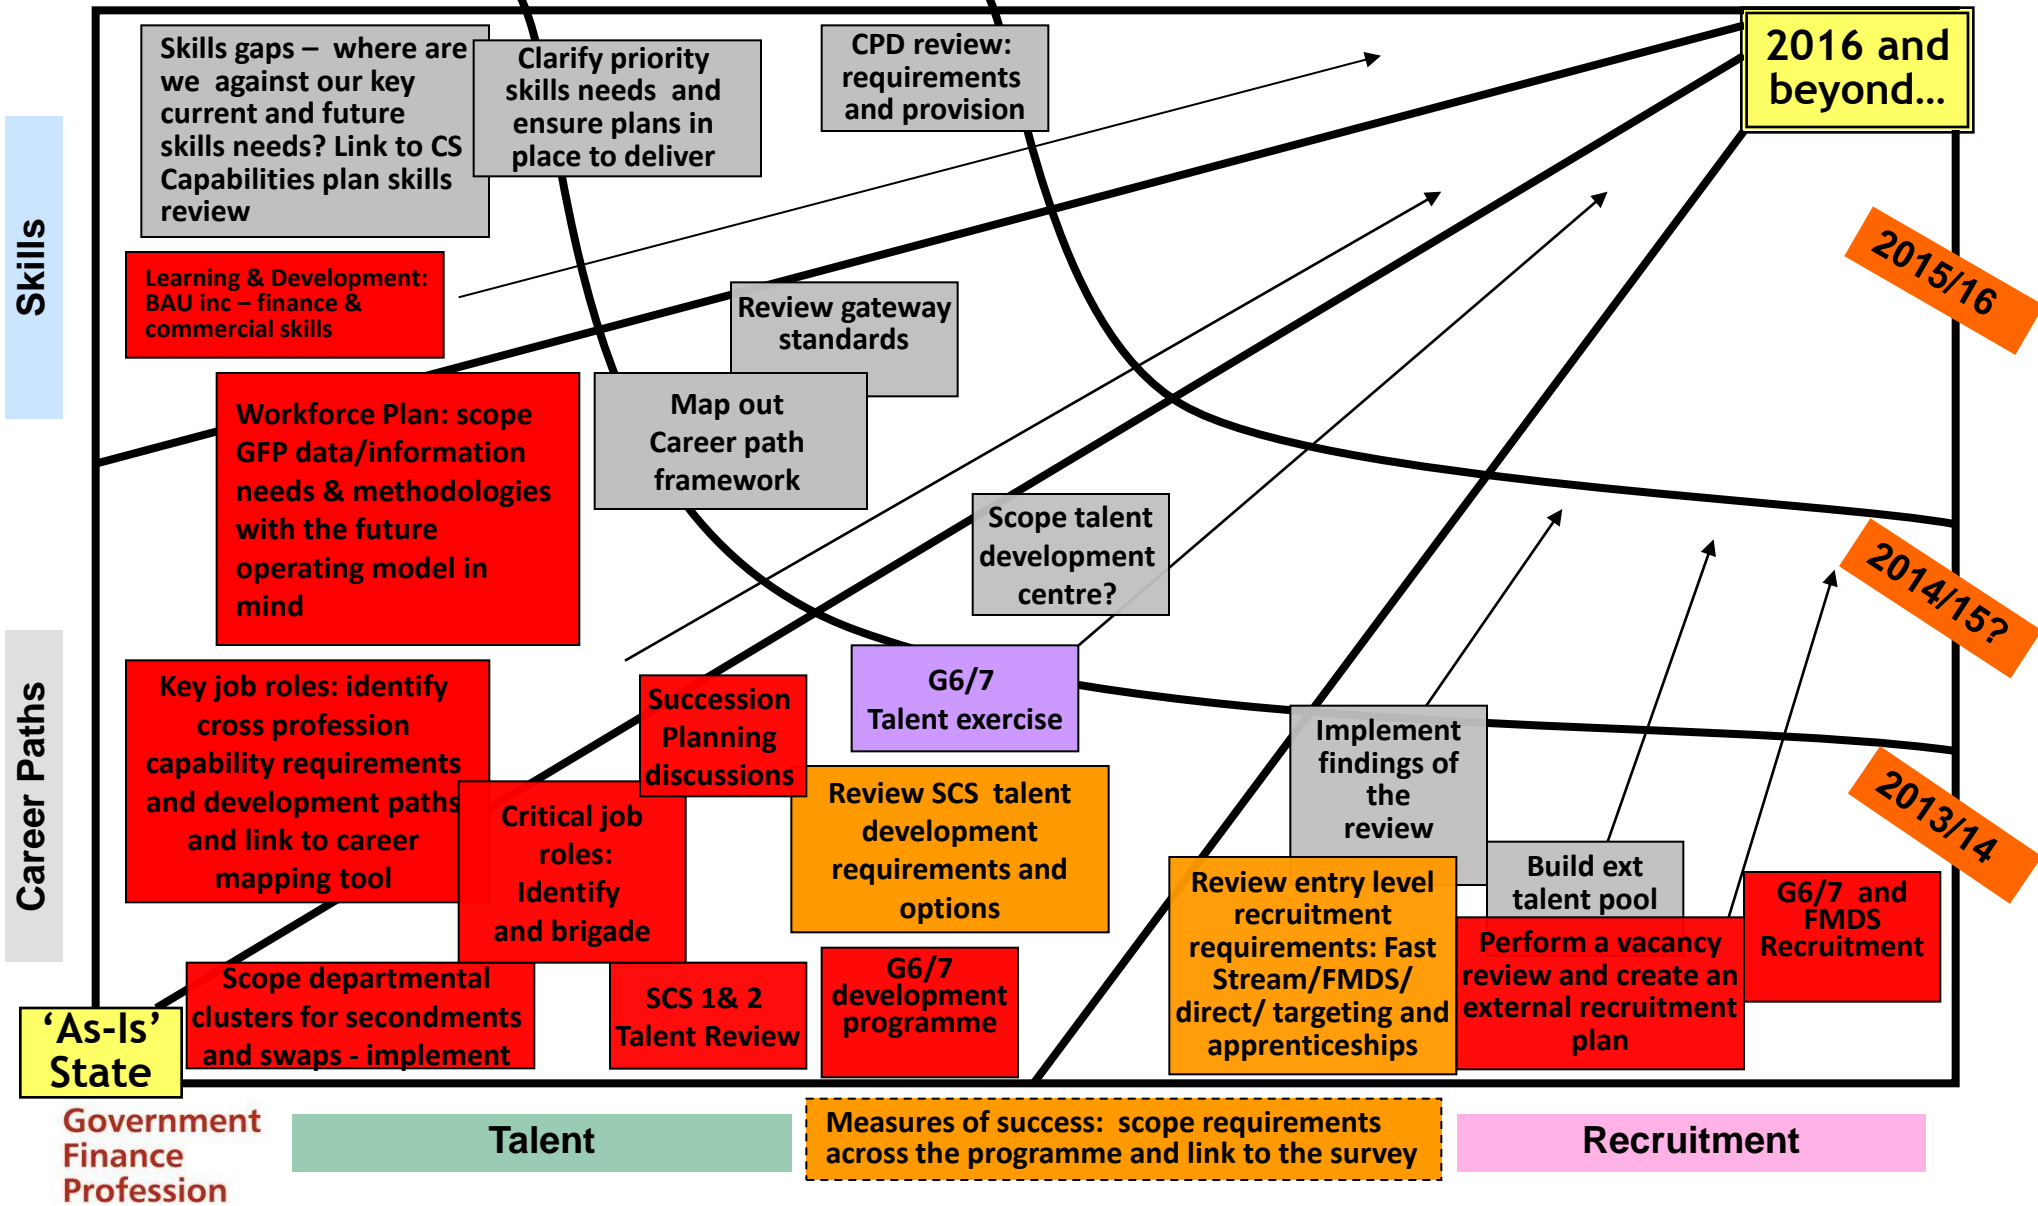 Skills gaps – where are
we against our key
current and future
skills needs? Link to CS
Capabilities plan skills
review
Clarify priority
skills needs and
ensure plans in
place to deliver
CPD review:
requirements
and provision
2016 and
beyond...
Skills
Learning & Development:
BAU inc – finance &
commercial skills
Review gateway
standards
2015/16
Workforce Plan: scope
GFP data/information
needs & methodologies
with the future
operating model in
mind
Map out
Career path
framework
Scope talent
development
centre?
2014/15?
Career Paths
Key job roles: identify
cross profession
capability requirements
and development paths
and link to career
mapping tool
Succession
Planning
discussions
G6/7
Talent exercise
Implement
findings of
the
review
2013/14
Critical job
roles:
Identify
and brigade
Review SCS talent
development
requirements and
options
Review entry level
recruitment
requirements: Fast
Stream/FMDS/
direct/ targeting and
apprenticeships
Build ext
talent pool
G6/7 and
FMDS
Recruitment
Perform a vacancy
review and create an
external recruitment
plan
Scope departmental
clusters for secondments
and swaps - implement
SCS 1& 2
Talent Review
G6/7
development
programme
‘As-Is’
State
Government
Finance
Profession
Talent
Measures of success: scope requirements
across the programme and link to the survey
Recruitment